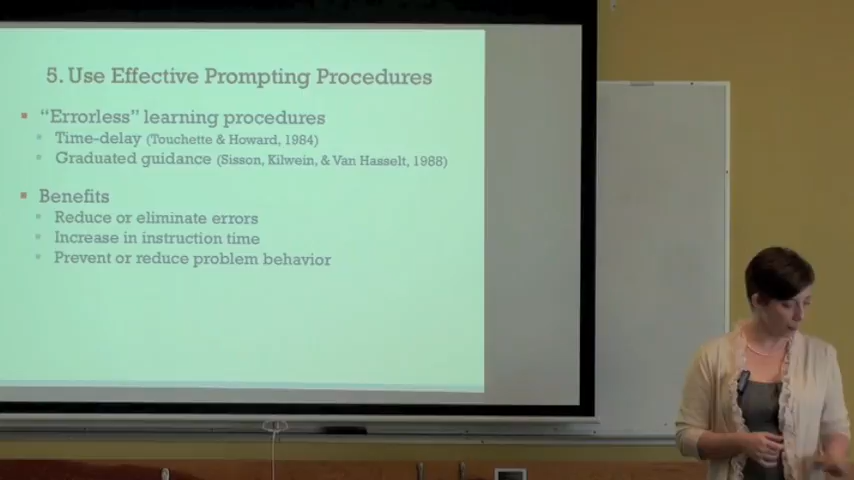 5. Use Effective Prompting Procedures
"Errorless" learning procedures
Time-delay (Touchette & Howard, 1984)
Graduated guidance (Sisson, Kilwein, & Van Hasselt, 1988)
Benefits
Reduce or eliminate errors
Increase in instruction time
Prevent or reduce problem behavior